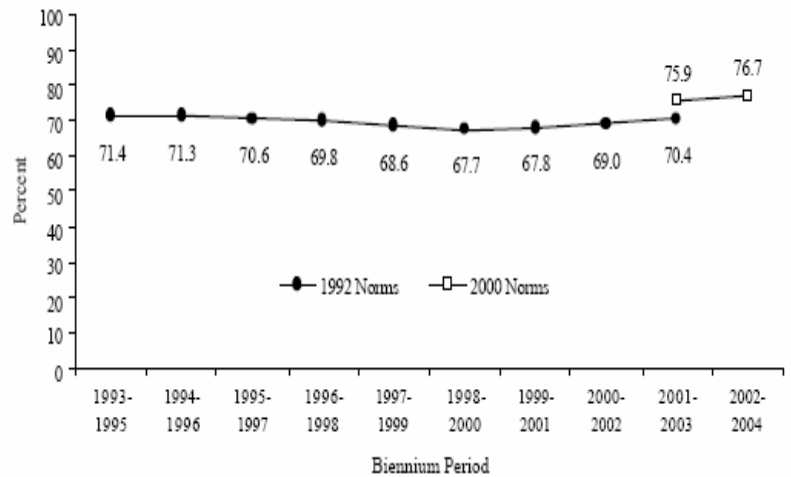 100
90
80
70
60
50
40
30
20
10
0
Percent
75.9 76.7
71.4 71.3 70.6 69.8 68.6 67.7 67.8 69.0 70.4
1992 Norms 2000 Norms
1993- 1994- 1995- 1996- 1997- 1998- 1999- 2000- 2001- 2002-
1995 1996 1997 1998 1999 2000 2001 2002 2003 2004
Biennium Period